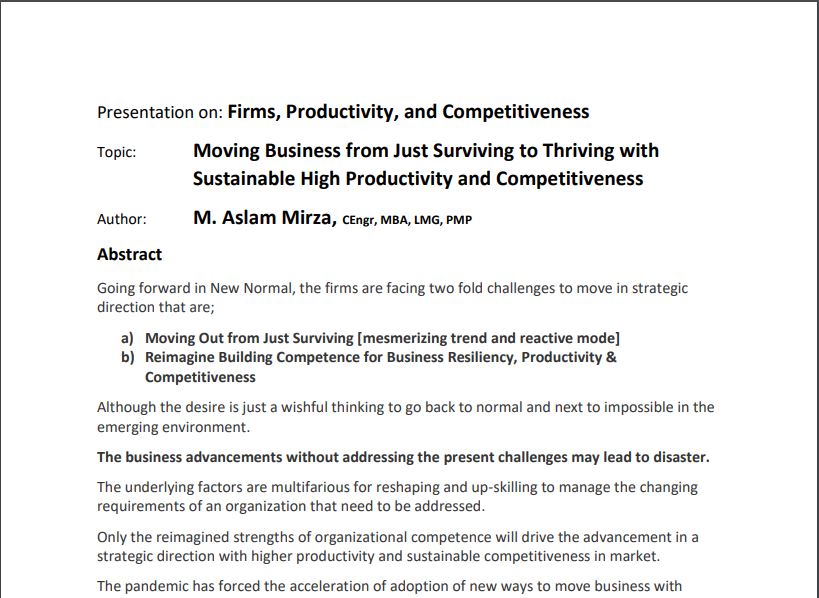 Presentation on: Firms, Productivity, and Competitiveness
Topic: Moving Business from Just Surviving to Thriving with
Sustainable High Productivity and Competitiveness
Author: M. Aslam Mirza, CEngr, MBA, LMG, PMP
Abstract
Going forward in New Normal, the firms are facing two fold challenges to move in strategic
direction that are;
a) Moving Out from Just Surviving [mesmerizing trend and reactive mode]
b) Reimagine Building Competence for Business Resiliency, Productivity &
Competitiveness
Although the desire is just a wishful thinking to go back to normal and next to impossible in the
emerging environment.
The business advancements without addressing the present challenges may lead to disaster.
The underlying factors are multifarious for reshaping and up-skilling to manage the changing
requirements of an organization that need to be addressed.
Only the reimagined strengths of organizational competence will drive the advancement in a
strategic direction with higher productivity and sustainable competitiveness in market.
The pandemic has forced the acceleration of adoption of new ways to move business with